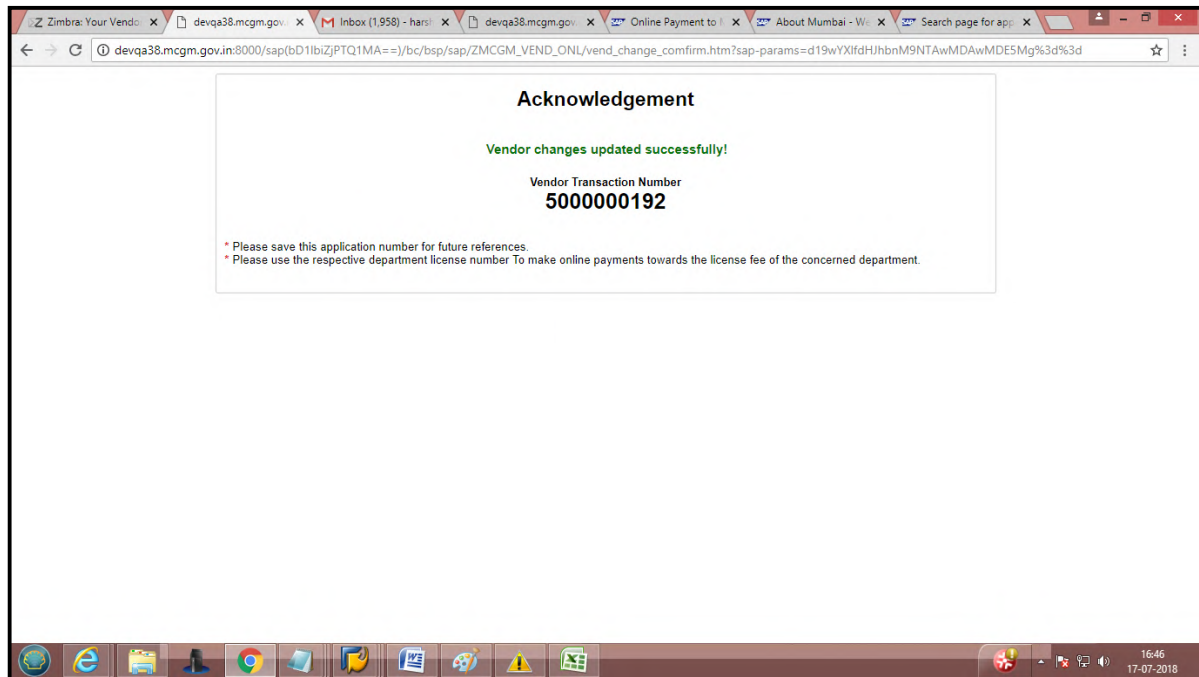 Zimbra: Your Vendo
devqa38.mcgm.gov.
Inbox (1,958) - hars
devqa38.mcgm.gov.
Online Payment to
About Mumbai - We
Search page for app
devqa38.mcgm.gov.in:8000/sap(bD1lbiZjPTQ1MA==)/bc/bsp/sap/ZMCGM_VEND_ONL/vend_change_comfirm.htm?sap-params=d19wYXlfdHJhbnM9NTAwMDAwMDE5Mg%3d%3d
Acknowledgement
Vendor changes updated successfully!
Vendor Transaction Number
5000000192
* Please save this application number for future references.
* Please use the respective department license number To make online payments towards the license fee of the concerned department.
16:46
17-07-2018